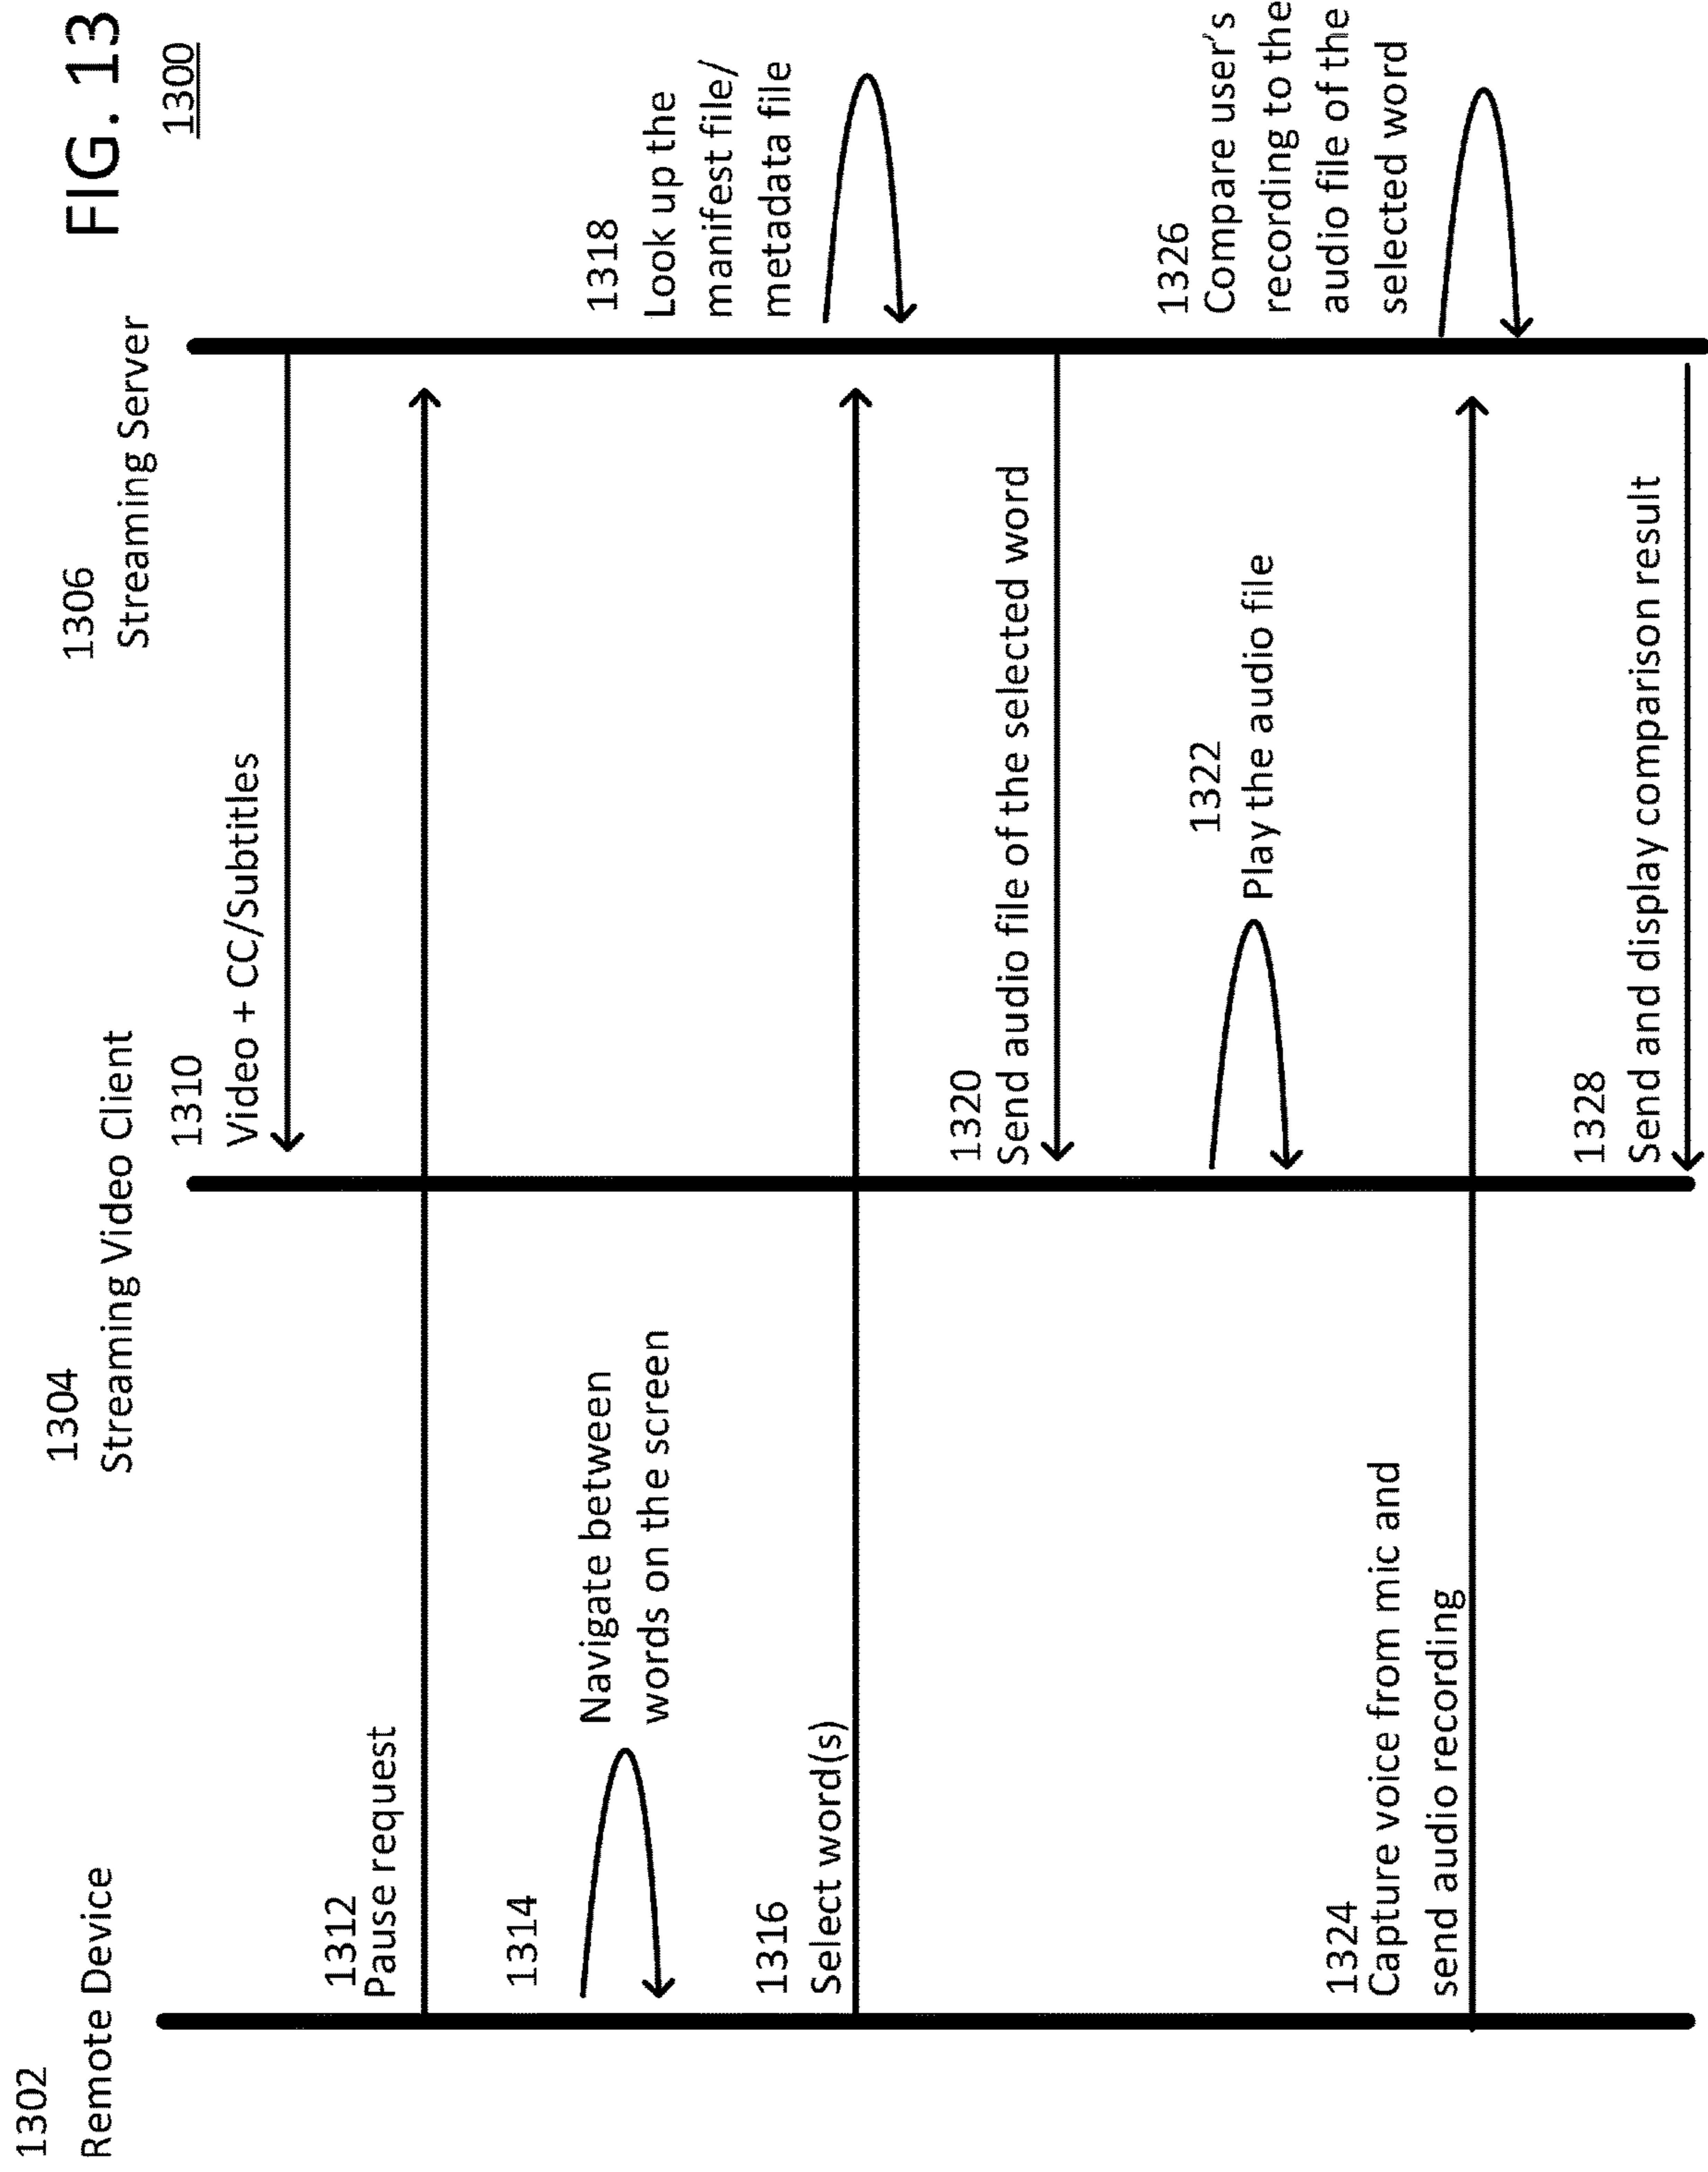 FIG. 13
1300
1302
Remote Device
1304
Streaming Video Client
1306
Streaming Server
1310
Video + CC/Subtitles
1312
Pause request
1314
Navigate between
words on the screen
1316
Select word(s)
1318
Look up the
manifest file/
metadata file
1320
Send audio file of the selected word
1322
Play the audio file
1324
Capture voice from mic and
send audio recording
1326
Compare user's
recording to the
audio file of the
selected word
1328
Send and display comparison result